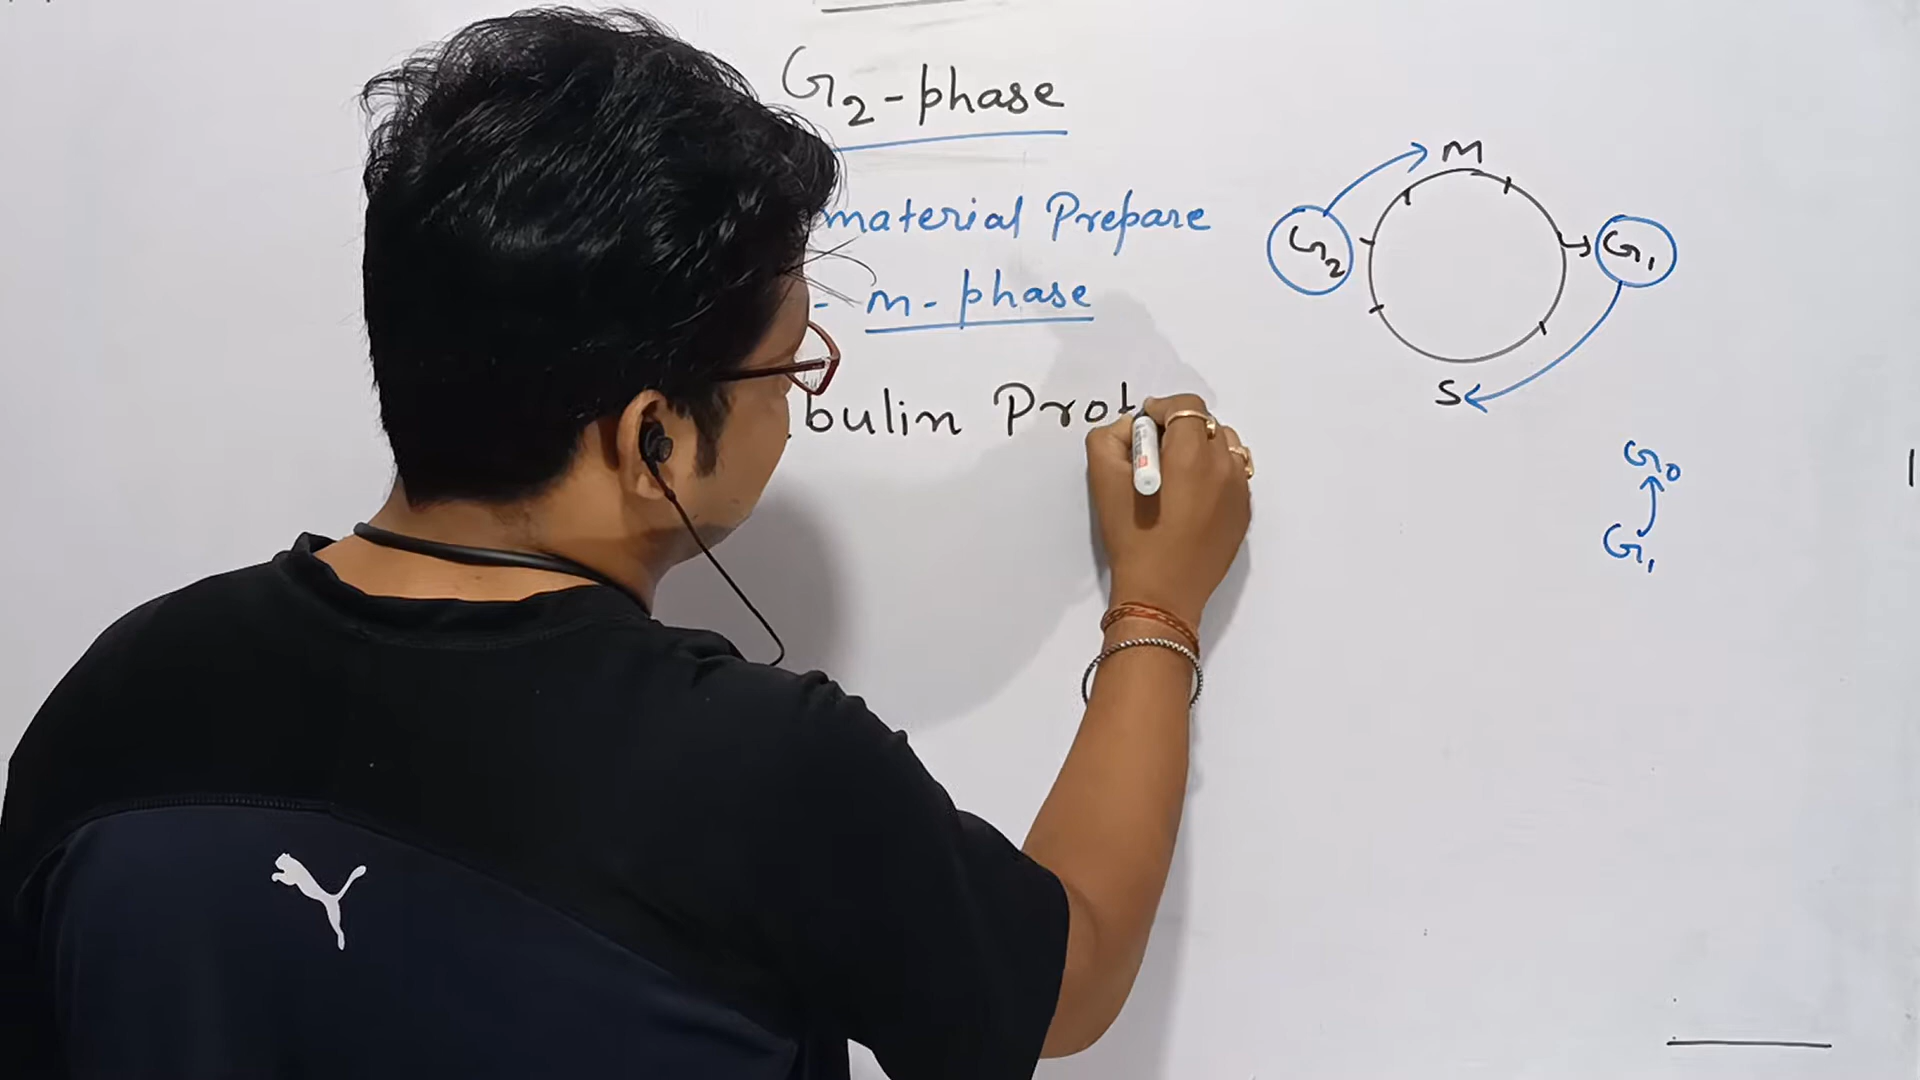 G2-phase
material Prepare
- m-phase
bulin Prot
M
G2
G1
S
G0
G1